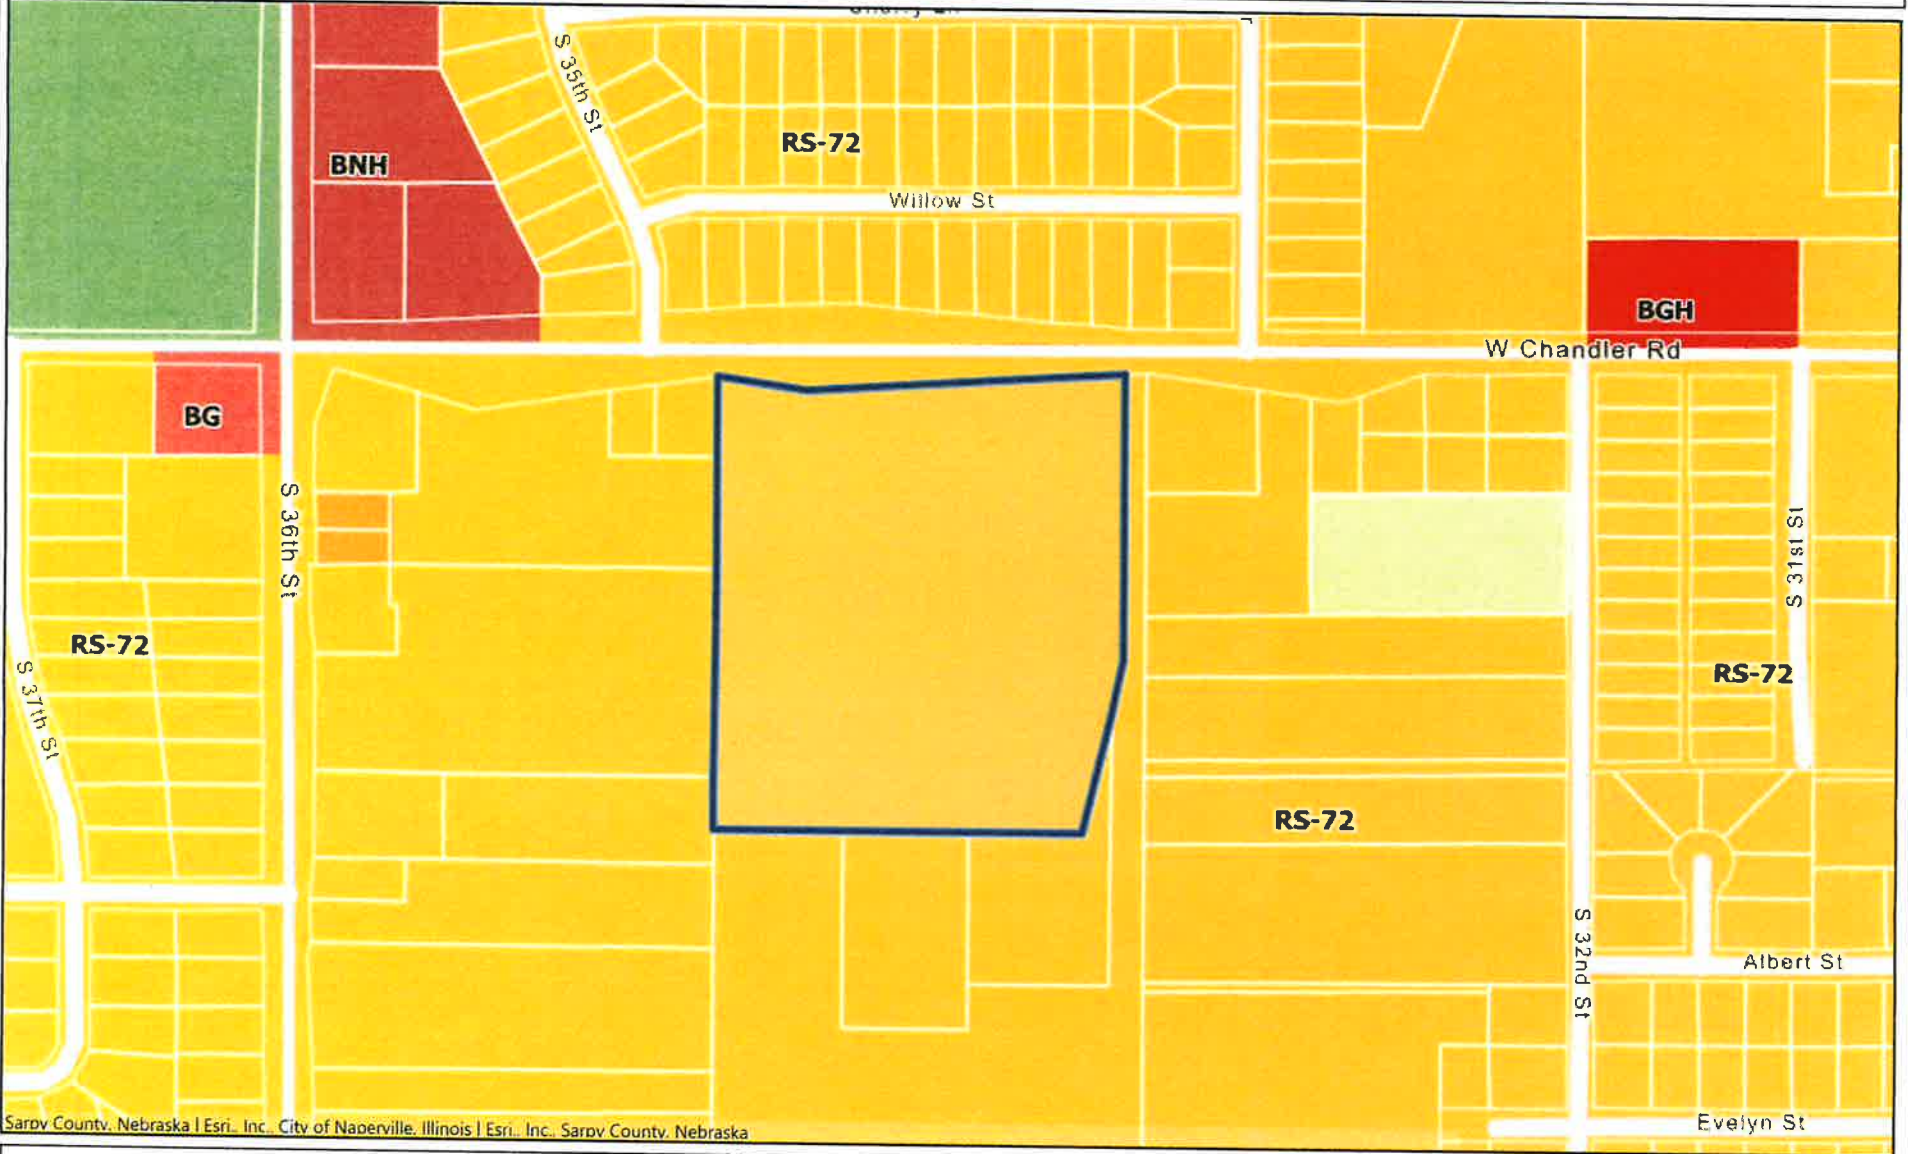 S 35th St
RS-72
BNH
Willow St
BGH
W Chandler Rd
BG
S 36th St
S 31st St
RS-72
RS-72
S 37th St
RS-72
S 32nd St
Albert St
Evelyn St
Sarpy County, Nebraska | Esri., Inc., City of Naperville, Illinois | Esri., Inc., Sarpy County, Nebraska